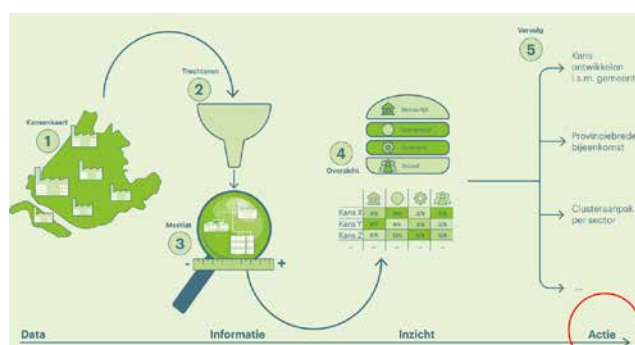 Vervolg
5
Kans
ontwikkelen
i.s.m. gemeent
Trechteren
2
Kansenkaart
1
4
Overzicht
Provinciebrede
bijeenkomst
Meetlat
3
- +
Kans X
Kans Y
Kans Z
...
Clusteraanpak
per sector
...
Data
Informatie
Inzicht
Actie